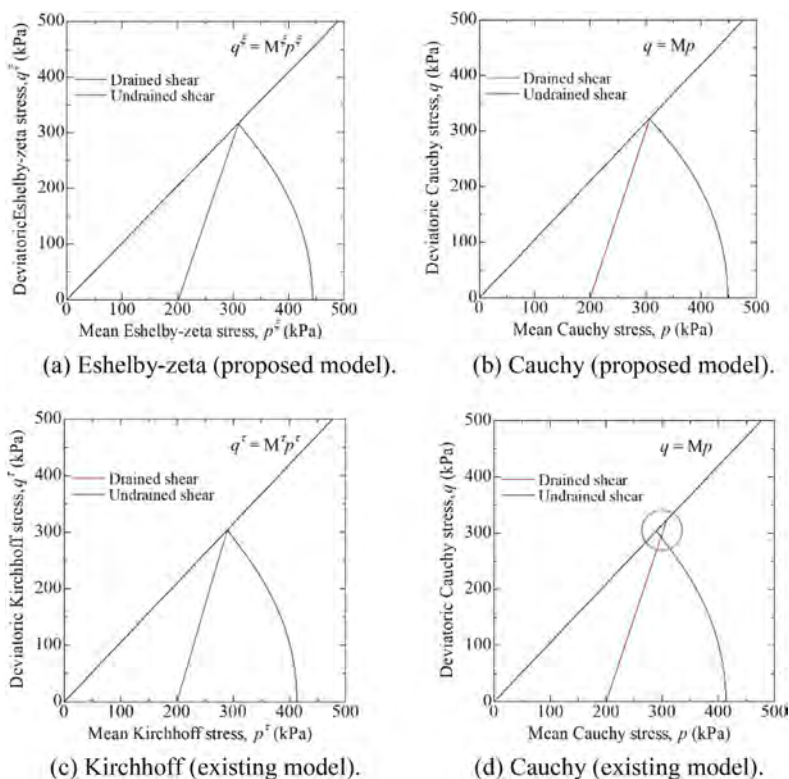 500
400
300
200
100
0
Deviatoric Eshelby-zeta stress, q^ξ (kPa)
q^ξ = M^ξ p^ξ
Drained shear
Undrained shear
0 100 200 300 400 500
Mean Eshelby-zeta stress, p^ξ (kPa)
(a) Eshelby-zeta (proposed model).
500
400
300
200
100
0
Deviatoric Cauchy stress, q (kPa)
q = Mp
Drained shear
Undrained shear
0 100 200 300 400 500
Mean Cauchy stress, p (kPa)
(b) Cauchy (proposed model).
500
400
300
200
100
0
Deviatoric Kirchhoff stress, q^τ (kPa)
q^τ = M^τ p^τ
Drained shear
Undrained shear
0 100 200 300 400 500
Mean Kirchhoff stress, p^τ (kPa)
(c) Kirchhoff (existing model).
500
400
300
200
100
0
Deviatoric Cauchy stress, q (kPa)
q = Mp
Drained shear
Undrained shear
0 100 200 300 400 500
Mean Cauchy stress, p (kPa)
(d) Cauchy (existing model).